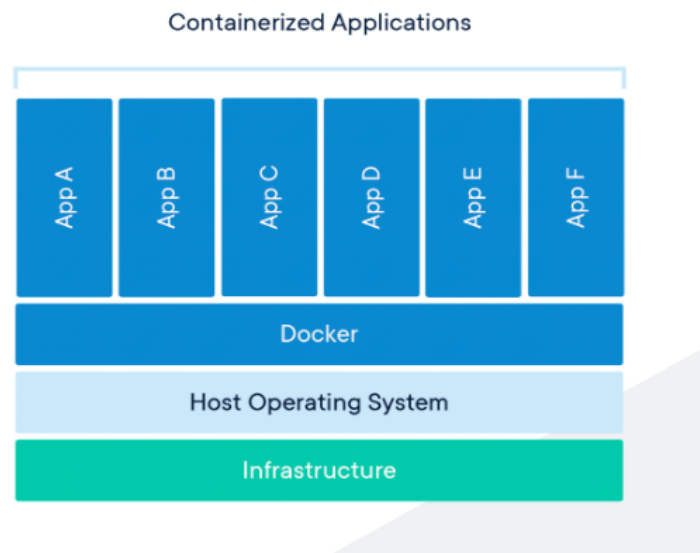 Containerized Applications
App A
App B
App C
App D
App E
App F
Docker
Host Operating System
Infrastructure